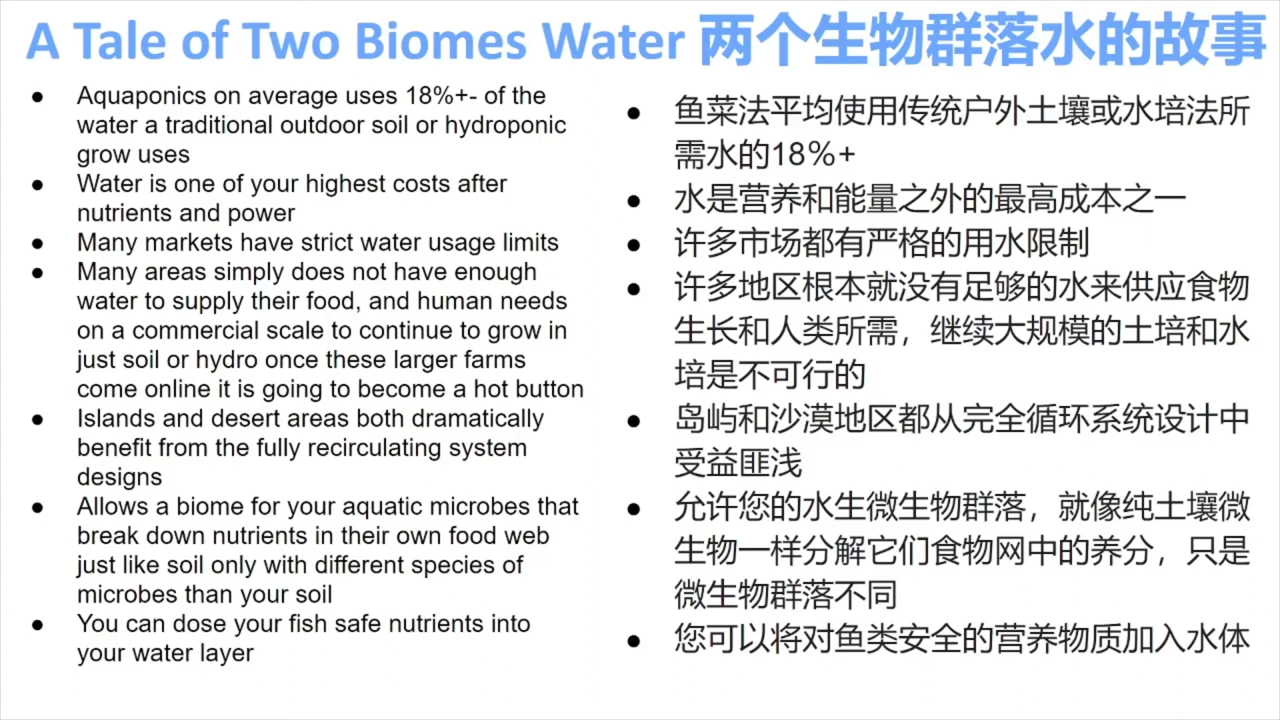 A Tale of Two Biomes Water 两个生物群落水的故事
● Aquaponics on average uses 18%+- of the
water a traditional outdoor soil or hydroponic
grow uses
● Water is one of your highest costs after
nutrients and power
● Many markets have strict water usage limits
● Many areas simply does not have enough
water to supply their food, and human needs
on a commercial scale to continue to grow in
just soil or hydro once these larger farms
come online it is going to become a hot button
● Islands and desert areas both dramatically
benefit from the fully recirculating system
designs
● Allows a biome for your aquatic microbes that
break down nutrients in their own food web
just like soil only with different species of
microbes than your soil
● You can dose your fish safe nutrients into
your water layer
● 鱼菜法平均使用传统户外土壤或水培法所
需水的18%+
● 水是营养和能量之外的最高成本之一
● 许多市场都有严格的用水限制
● 许多地区根本就没有足够的水来供应食物
生长和人类所需，继续大规模的土培和水
培是不可行的
● 岛屿和沙漠地区都从完全循环系统设计中
受益匪浅
● 允许您的水生微生物群落，就像纯土壤微
生物一样分解它们食物网中的养分，只是
微生物群落不同
● 您可以将对鱼类安全的营养物质加入水体